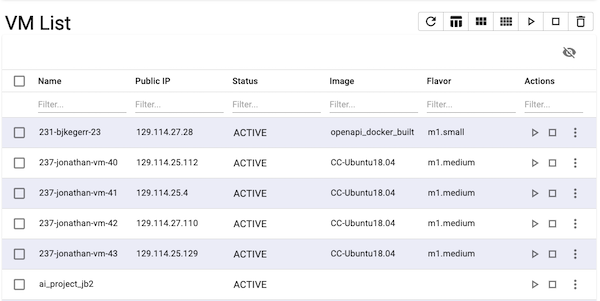 VM List
Name Public IP Status Image Flavor Actions
Filter... Filter... Filter... Filter... Filter... Filter...
231-bjkegerr-23 129.114.27.28 ACTIVE openapi_docker_built m1.small
237-jonathan-vm-40 129.114.25.112 ACTIVE CC-Ubuntu18.04 m1.medium
237-jonathan-vm-41 129.114.25.4 ACTIVE CC-Ubuntu18.04 m1.medium
237-jonathan-vm-42 129.114.27.110 ACTIVE CC-Ubuntu18.04 m1.medium
237-jonathan-vm-43 129.114.25.129 ACTIVE CC-Ubuntu18.04 m1.medium
ai_project_jb2 ACTIVE